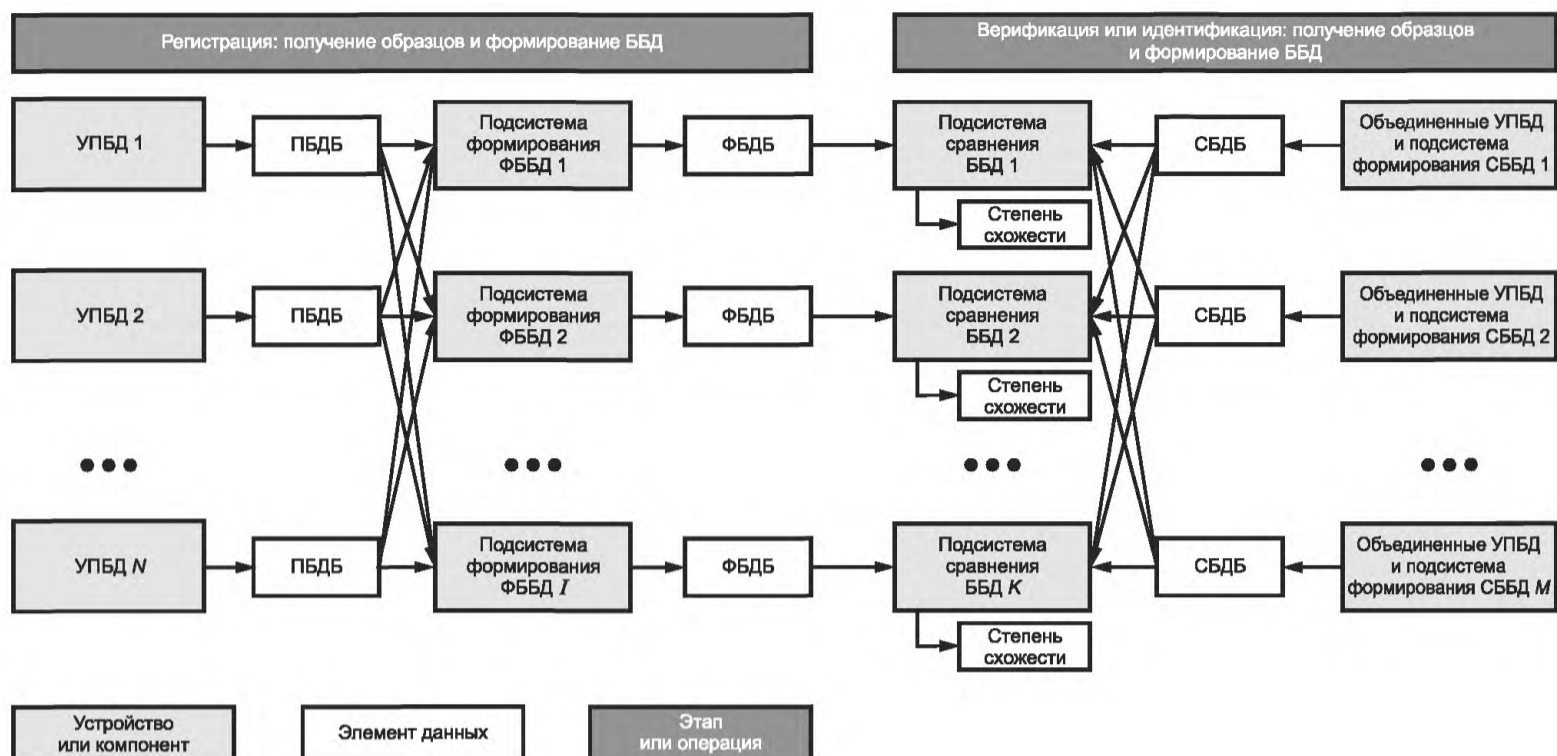 Регистрация: получение образцов и формирование ББД
Верификация или идентификация: получение образцов
и формирование ББД
УПБД 1
ПБДБ
Подсистема
формирования
ФББД 1
ФБДБ
Подсистема
сравнения
ББД 1
СБДБ
Объединенные УПБД
и подсистема
формирования СББД 1
Степень
схожести
УПБД 2
ПБДБ
Подсистема
формирования
ФББД 2
ФБДБ
Подсистема
сравнения
ББД 2
СБДБ
Объединенные УПБД
и подсистема
формирования СББД 2
Степень
схожести
УПБД N
ПБДБ
Подсистема
формирования
ФББД I
ФБДБ
Подсистема
сравнения
ББД K
СБДБ
Объединенные УПБД
и подсистема
формирования СББД M
Степень
схожести
Устройство
или компонент
Элемент данных
Этап
или операция